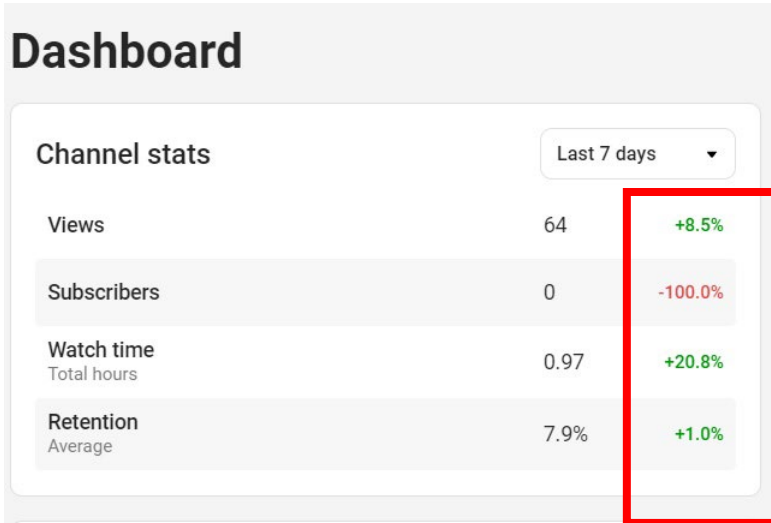 Dashboard
Channel stats
Last 7 days
Views 64 +8.5%
Subscribers 0 -100.0%
Watch time
Total hours
0.97 +20.8%
Retention
Average
7.9% +1.0%